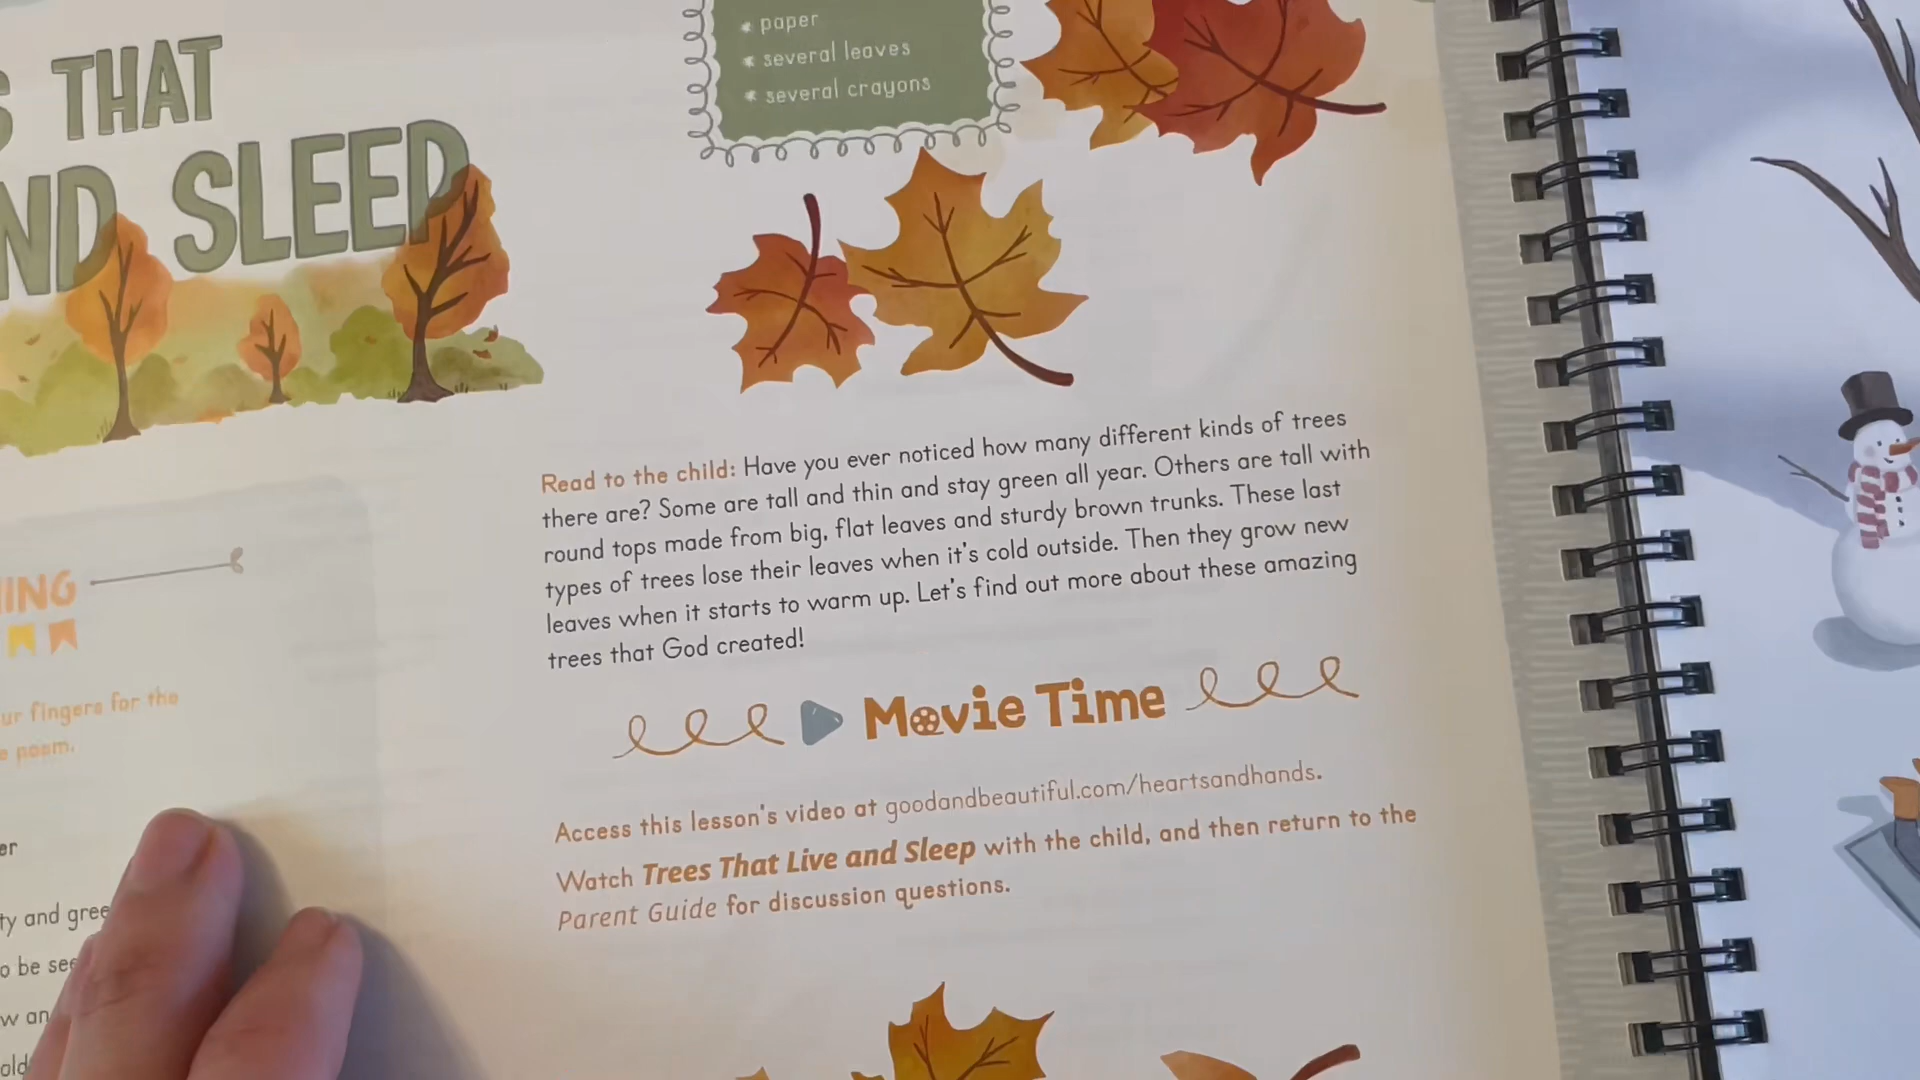 THAT
SLEEP
* paper
* several leaves
* several crayons
ur fingers for the
poem.
ty and
to be
Read to the child: Have you ever noticed how many different kinds of trees
there are? Some are tall and thin and stay green all year. Others are tall with
round tops made from big, flat leaves and sturdy brown trunks. These last
types of trees lose their leaves when it's cold outside. Then they grow new
leaves when it starts to warm up. Let's find out more about these amazing
trees that God created!
Movie Time
Access this lesson's video at goodandbeautiful.com/heartsandhands.
Watch Trees That Live and Sleep with the child, and then return to the
Parent Guide for discussion questions.